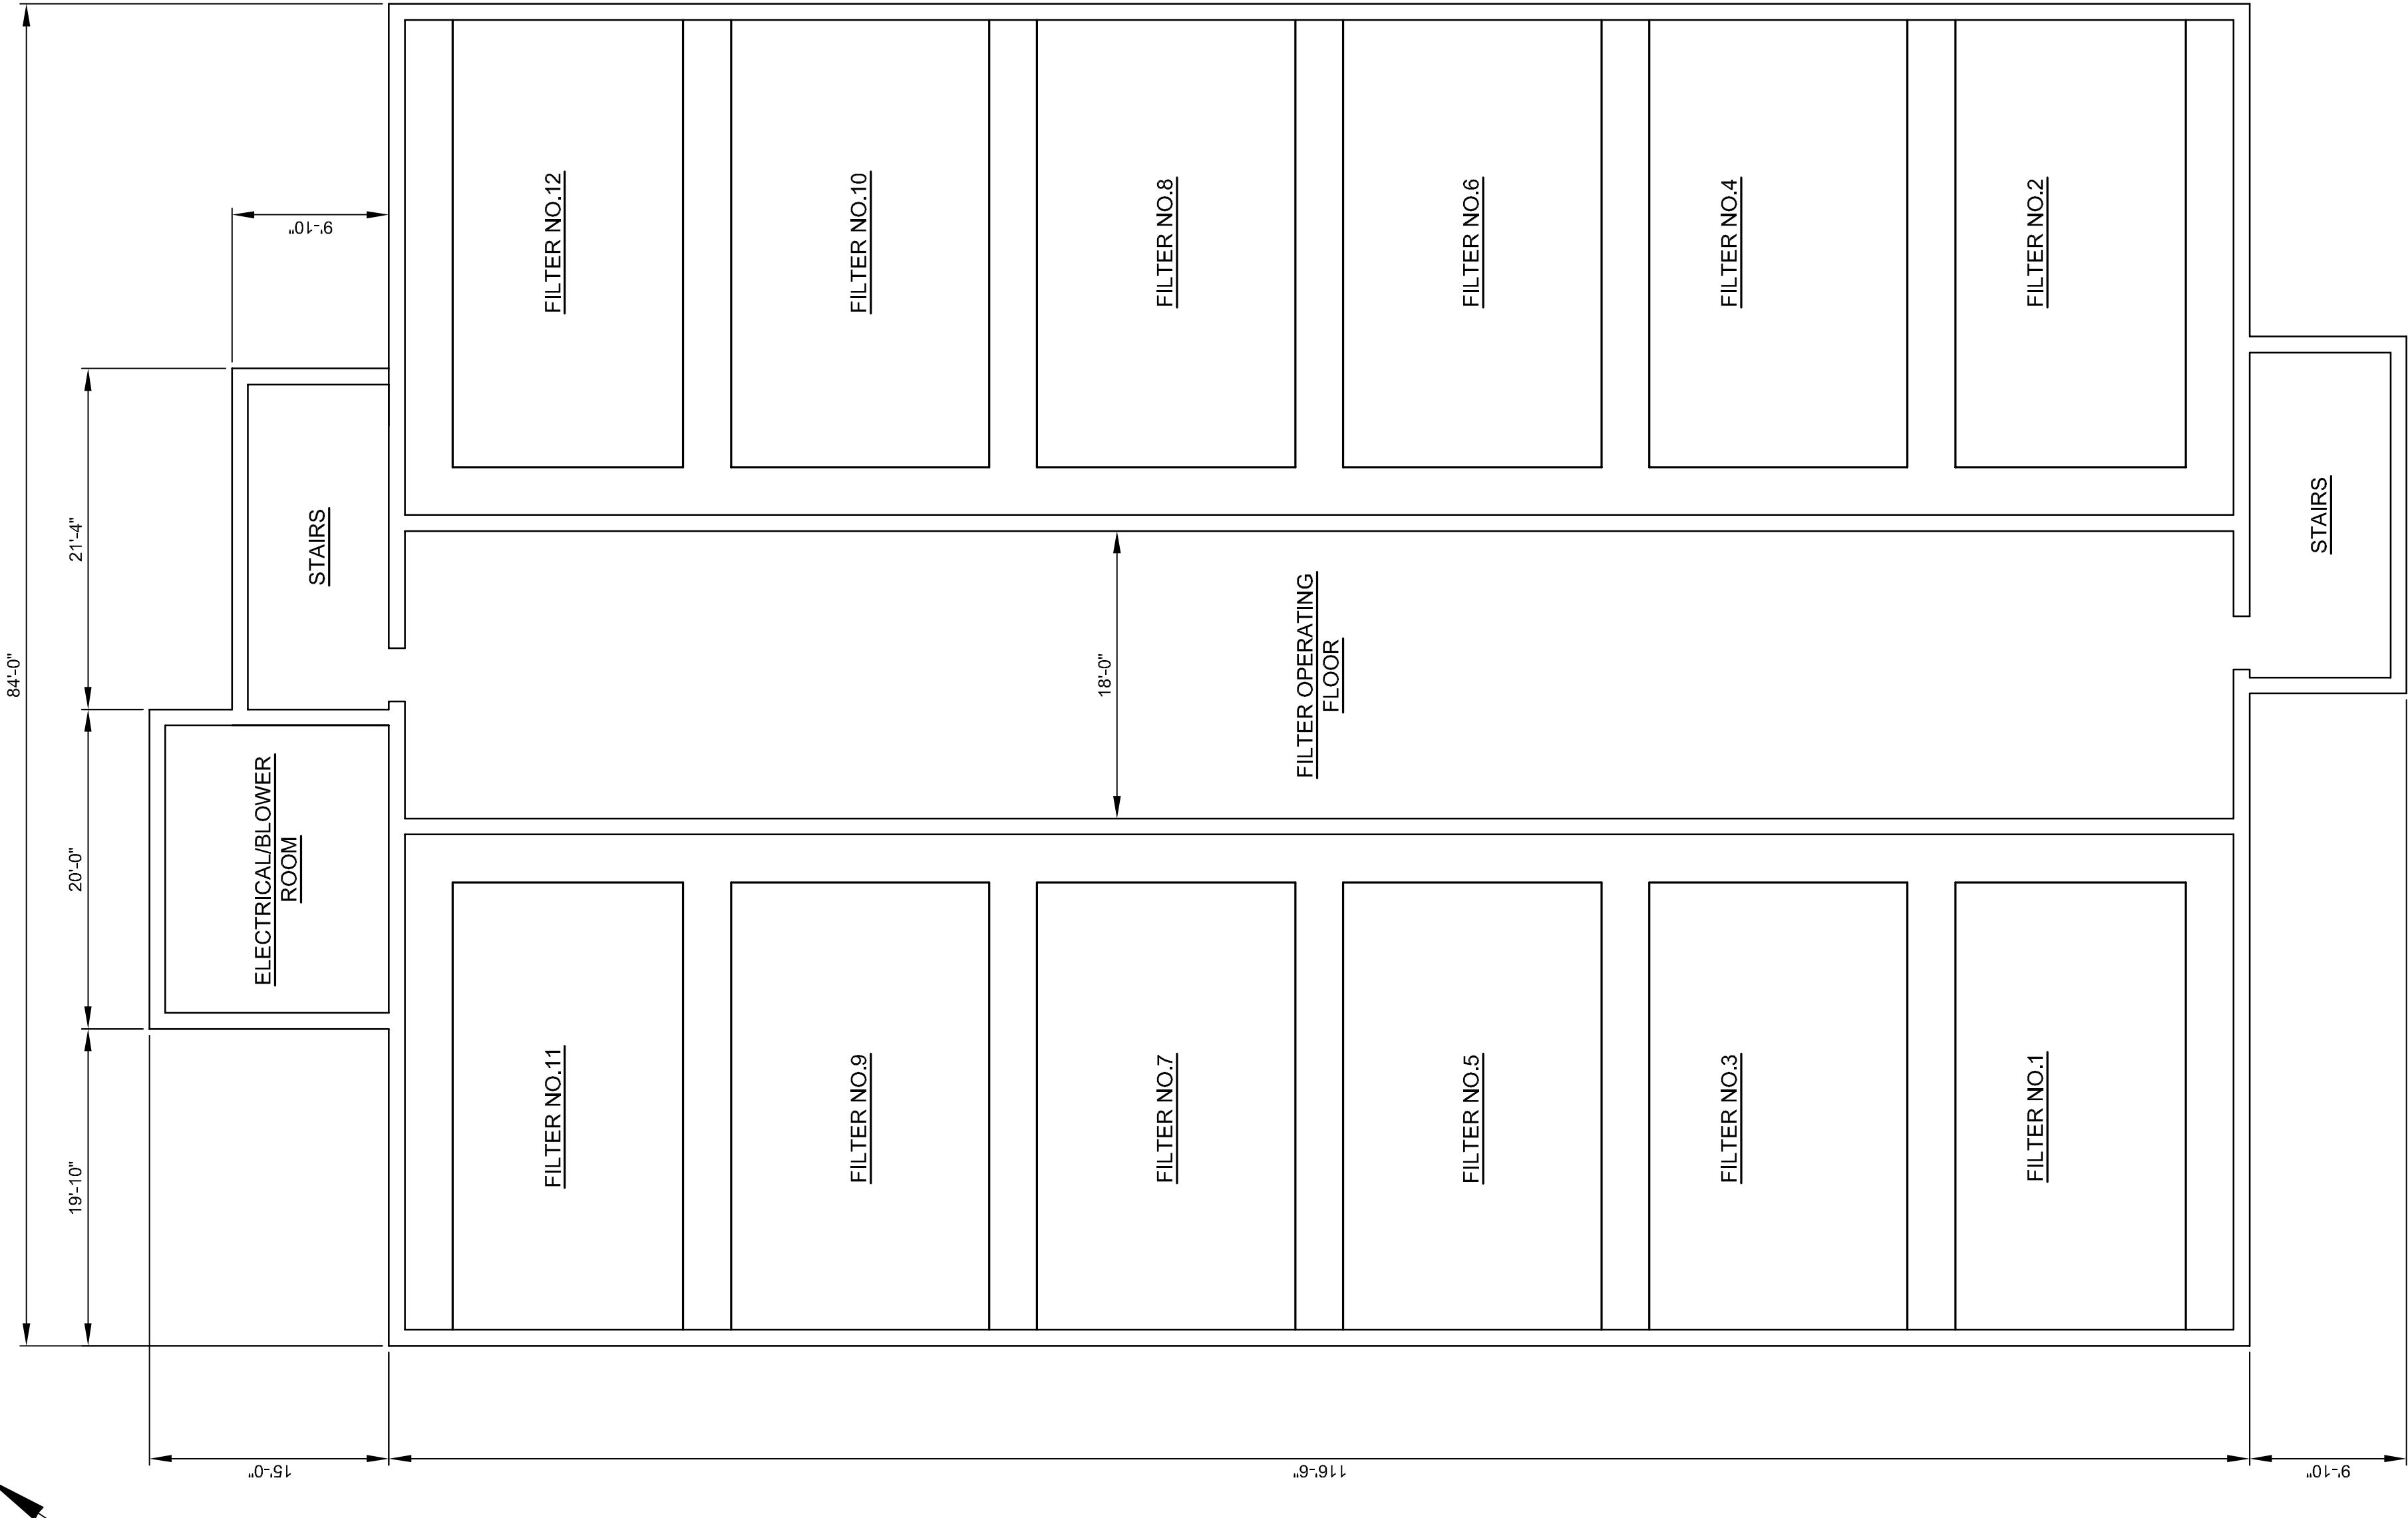 84'-0"
19'-10"
20'-0"
21'-4"
9'-10"
15'-0"
116'-6"
9'-10"
18'-0"
ELECTRICAL/BLOWER
ROOM
STAIRS
FILTER NO.11
FILTER NO.12
FILTER NO.9
FILTER NO.10
FILTER NO.7
FILTER NO.8
FILTER OPERATING
FLOOR
FILTER NO.5
FILTER NO.6
FILTER NO.3
FILTER NO.4
FILTER NO.1
FILTER NO.2
STAIRS